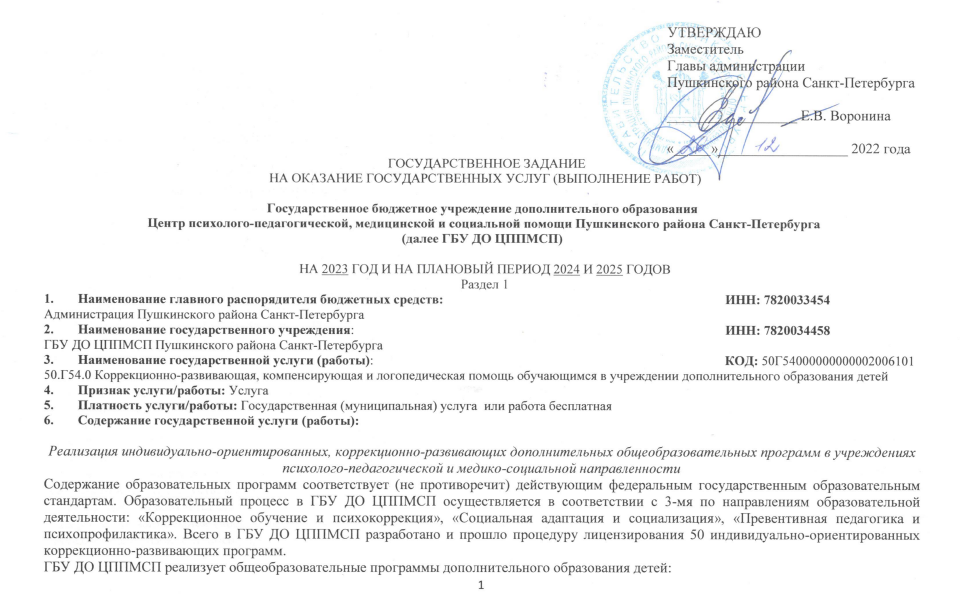 УТВЕРЖДАЮ
Заместитель
Главы администрации
Пушкинского района Санкт-Петербурга
Е.В. Воронина
« 26 » 12 2022 года
ГОСУДАРСТВЕННОЕ ЗАДАНИЕ
НА ОКАЗАНИЕ ГОСУДАРСТВЕННЫХ УСЛУГ (ВЫПОЛНЕНИЕ РАБОТ)
Государственное бюджетное учреждение дополнительного образования
Центр психолого-педагогической, медицинской и социальной помощи Пушкинского района Санкт-Петербурга
(далее ГБУ ДО ЦППМСП)
НА 2023 ГОД И НА ПЛАНОВЫЙ ПЕРИОД 2024 И 2025 ГОДОВ
Раздел 1
1. Наименование главного распорядителя бюджетных средств: ИНН: 7820033454
Администрация Пушкинского района Санкт-Петербурга
2. Наименование государственного учреждения: ИНН: 7820034458
ГБУ ДО ЦППМСП Пушкинского района Санкт-Петербурга
3. Наименование государственной услуги (работы): КОД: 50Г54000000000002006101
50.Г54.0 Коррекционно-развивающая, компенсирующая и логопедическая помощь обучающимся в учреждении дополнительного образования детей
4. Признак услуги/работы: Услуга
5. Платность услуги/работы: Государственная (муниципальная) услуга или работа бесплатная
6. Содержание государственной услуги (работы):
Реализация индивидуально-ориентированных, коррекционно-развивающих дополнительных общеобразовательных программ в учреждениях
психолого-педагогической и медико-социальной направленности
Содержание образовательных программ соответствует (не противоречит) действующим федеральным государственным образовательным
стандартам. Образовательный процесс в ГБУ ДО ЦППМСП осуществляется в соответствии с 3-мя по направлениям образовательной
деятельности: «Коррекционное обучение и психокоррекция», «Социальная адаптация и социализация», «Превентивная педагогика и
психопрофилактика». Всего в ГБУ ДО ЦППМСП разработано и прошло процедуру лицензирования 50 индивидуально-ориентированных
коррекционно-развивающих программ.
ГБУ ДО ЦППМСП реализует общеобразовательные программы дополнительного образования детей:
1